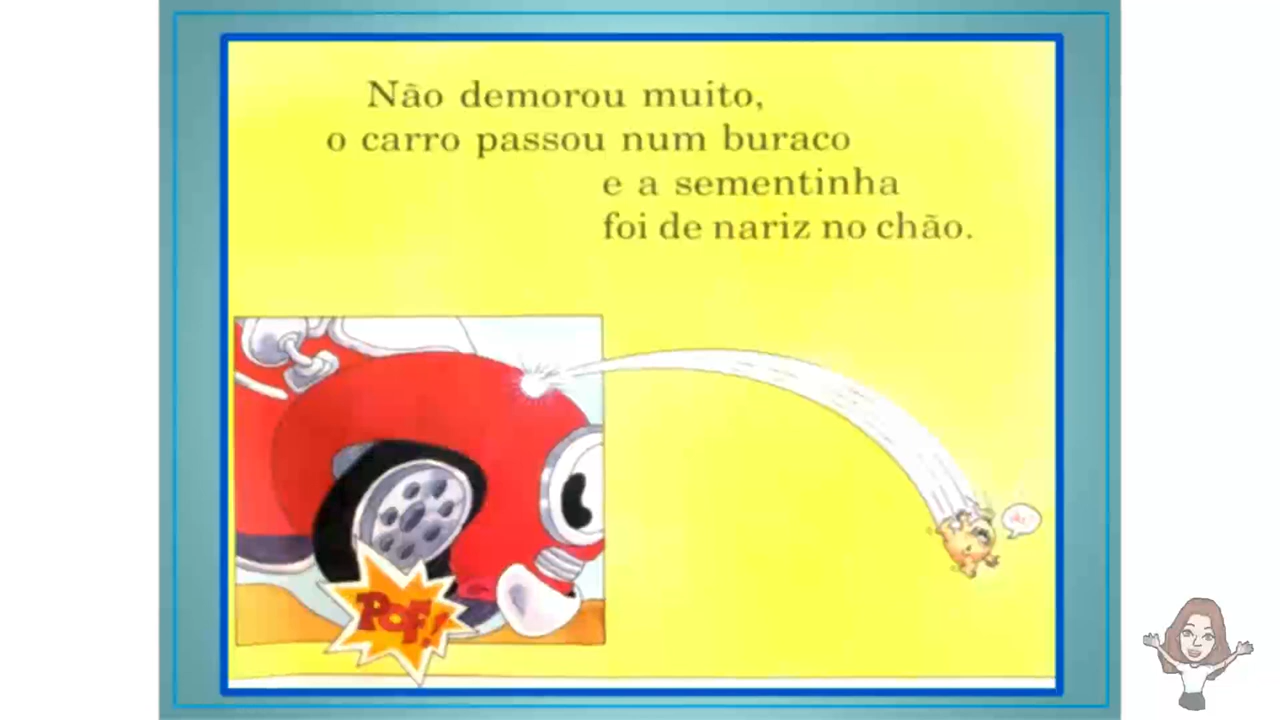 Não demorou muito,
o carro passou num buraco
e a sementinha
foi de nariz no chão.
POF!